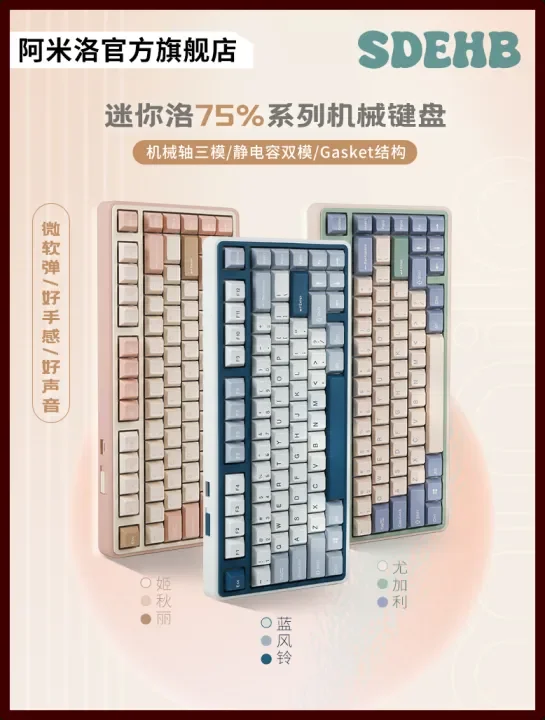 阿米洛官方旗舰店
SDEHB
迷你洛75%系列机械键盘
机械轴三模/静电容双模/Gasket结构
微软弹/好手感/好声音
姬秋丽
蓝风铃
尤加利